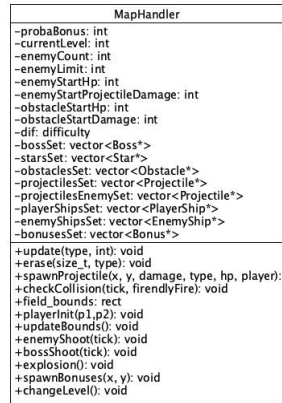 MapHandler
-probaBonus: int
-currentLevel: int
-enemyCount: int
-enemyLimit: int
-enemyStartHp: int
-enemyStartProjectileDamage: int
-obstacleStartHp: int
-obstacleStartDamage: int
-dif: difficulty
-bossSet: vector<Boss*>
-starsSet: vector<Star*>
-obstaclesSet: vector<Obstacle*>
-projectilesSet: vector<Projectile*>
-projectilesEnemySet: vector<Projectile*>
-playerShipsSet: vector<PlayerShip*>
-enemyShipsSet: vector<EnemyShip*>
-bonusesSet: vector<Bonus*>
+update(type, int): void
+erase(size_t, type): void
+spawnProjectile(x, y, damage, type, hp, player):
+checkCollision(tick, firendlyFire): void
+field_bounds: rect
+playerInit(p1,p2): void
+updateBounds(): void
+enemyShoot(tick): void
+bossShoot(tick): void
+explosion(): void
+spawnBonuses(x, y): void
+changeLevel(): void